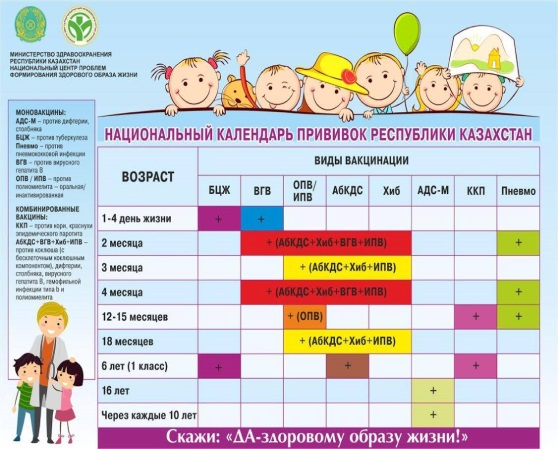 МИНИСТЕРСТВО ЗДРАВООХРАНЕНИЯ
РЕСПУБЛИКИ КАЗАХСТАН
НАЦИОНАЛЬНЫЙ ЦЕНТР ПРОБЛЕМ
ФОРМИРОВАНИЯ ЗДОРОВОГО ОБРАЗА ЖИЗНИ
МОНОВАКЦИНЫ:
АДС-М – против дифтерии,
столбняка
БЦЖ – против туберкулеза
Пневмо – против
пневмококковой инфекции
ВГВ – против вирусного
гепатита В
ОПВ / ИПВ – против
полиомиелита – оральная/
инактивированная
КОМБИНИРОВАННЫЕ
ВАКЦИНЫ:
ККП – против кори, краснухи
эпидемического паротита
АбКДС+ВГВ+Хиб+ИПВ –
против коклюша (с
бесклеточным коклюшным
компонентом), дифтерии,
столбняка, вирусного
гепатита В, гемофильной
инфекции типа b и
полиомиелита
НАЦИОНАЛЬНЫЙ КАЛЕНДАРЬ ПРИВИВОК РЕСПУБЛИКИ КАЗАХСТАН
ВОЗРАСТ
ВИДЫ ВАКЦИНАЦИИ
БЦЖ ВГВ ОПВ/ИПВ АбКДС Хиб АДС-М ККП Пневмо
1-4 день жизни + +
2 месяца + (АбКДС+Хиб+ВГВ+ИПВ) +
3 месяца + (АбКДС+Хиб+ИПВ)
4 месяца + (АбКДС+Хиб+ВГВ+ИПВ) +
12-15 месяцев + (ОПВ) + +
18 месяцев + (АбКДС+Хиб+ИПВ)
6 лет (1 класс) + + +
16 лет +
Через каждые 10 лет +
Скажи: «ДА-здоровому образу жизни!»